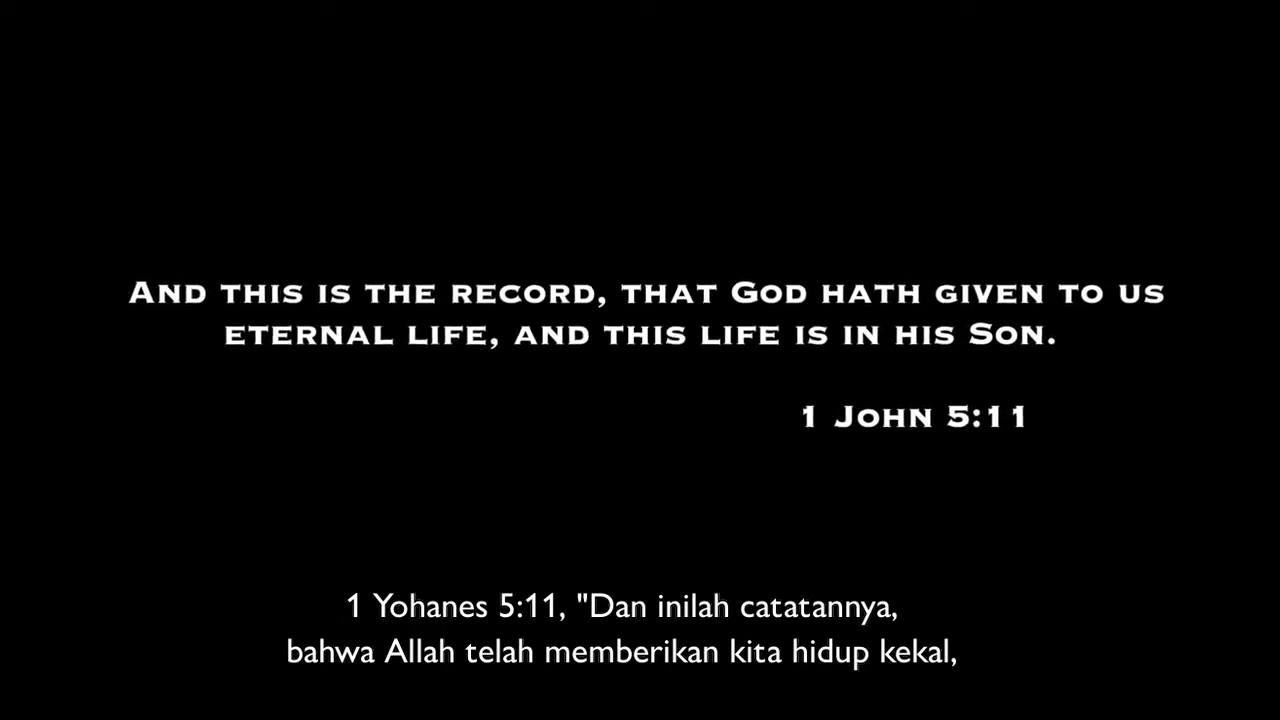 And this is the record, that God hath given to us
eternal life, and this life is in his Son.
1 John 5:11
1 Yohanes 5:11, "Dan inilah catatannya,
bahwa Allah telah memberikan kita hidup kekal,